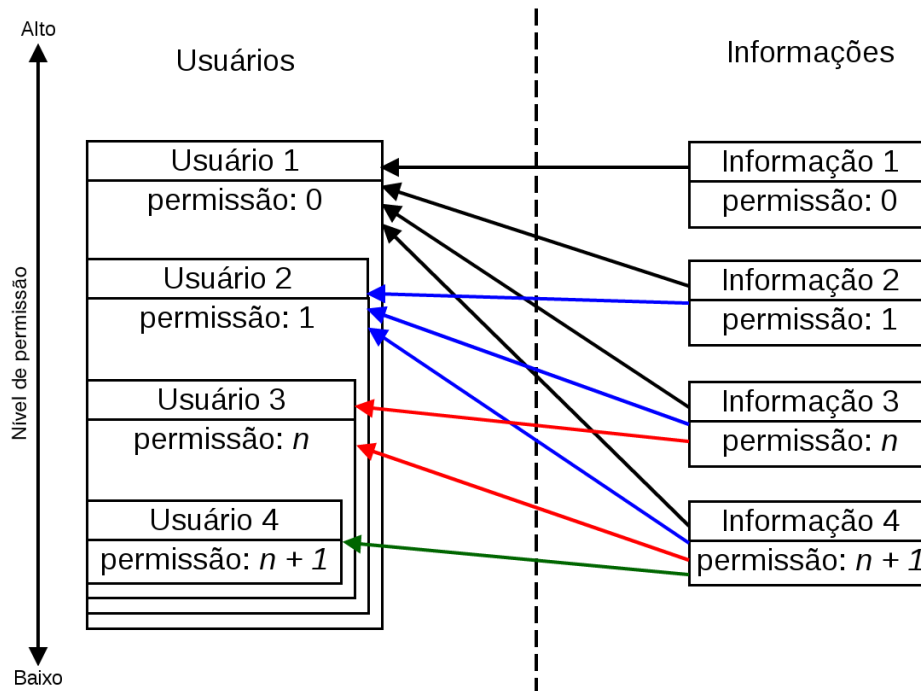 Alto
Usuários
Informações
Nivel de permissão
Usuário 1
permissão: 0
Usuário 2
permissão: 1
Usuário 3
permissão: n
Usuário 4
permissão: n + 1
Informação 1
permissão: 0
Informação 2
permissão: 1
Informação 3
permissão: n
Informação 4
permissão: n + 1
Baixo